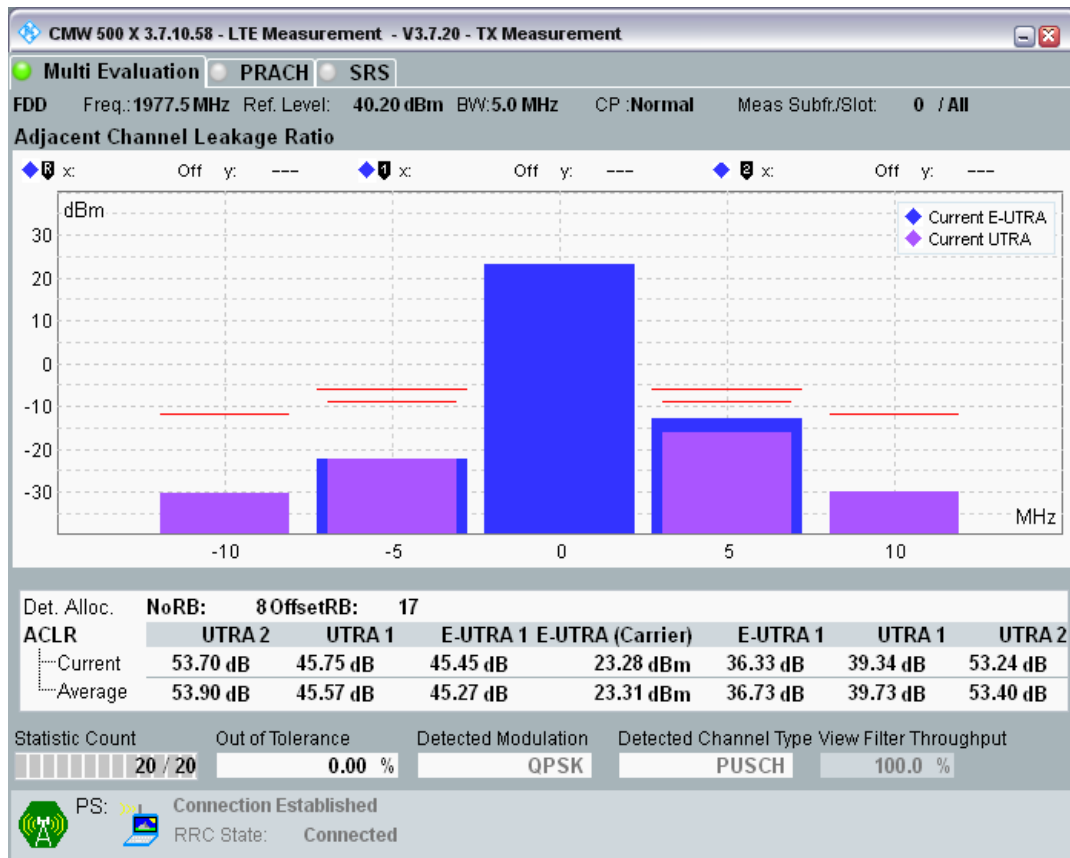 CMW 500 X 3.7.10.58 - LTE Measurement - V3.7.20 - TX Measurement
Multi Evaluation PRACH SRS
FDD Freq.:1977.5 MHz Ref. Level: 40.20 dBm BW:5.0 MHz CP :Normal Meas Subfr./Slot: 0 / All
Adjacent Channel Leakage Ratio
R x: Off y: --- 1 x: Off y: --- 2 x: Off y: ---
dBm
Current E-UTRA
Current UTRA
30
20
10
0
-10
-20
-30
MHz
-10 -5 0 5 10
Det. Alloc. NoRB: 8 OffsetRB: 17
ACLR UTRA 2 UTRA 1 E-UTRA 1 E-UTRA (Carrier) E-UTRA 1 UTRA 1 UTRA 2
Current 53.70 dB 45.75 dB 45.45 dB 23.28 dBm 36.33 dB 39.34 dB 53.24 dB
Average 53.90 dB 45.57 dB 45.27 dB 23.31 dBm 36.73 dB 39.73 dB 53.40 dB
Statistic Count Out of Tolerance Detected Modulation Detected Channel Type View Filter Throughput
20 / 20 0.00 % QPSK PUSCH 100.0 %
PS: Connection Established
RRC State: Connected